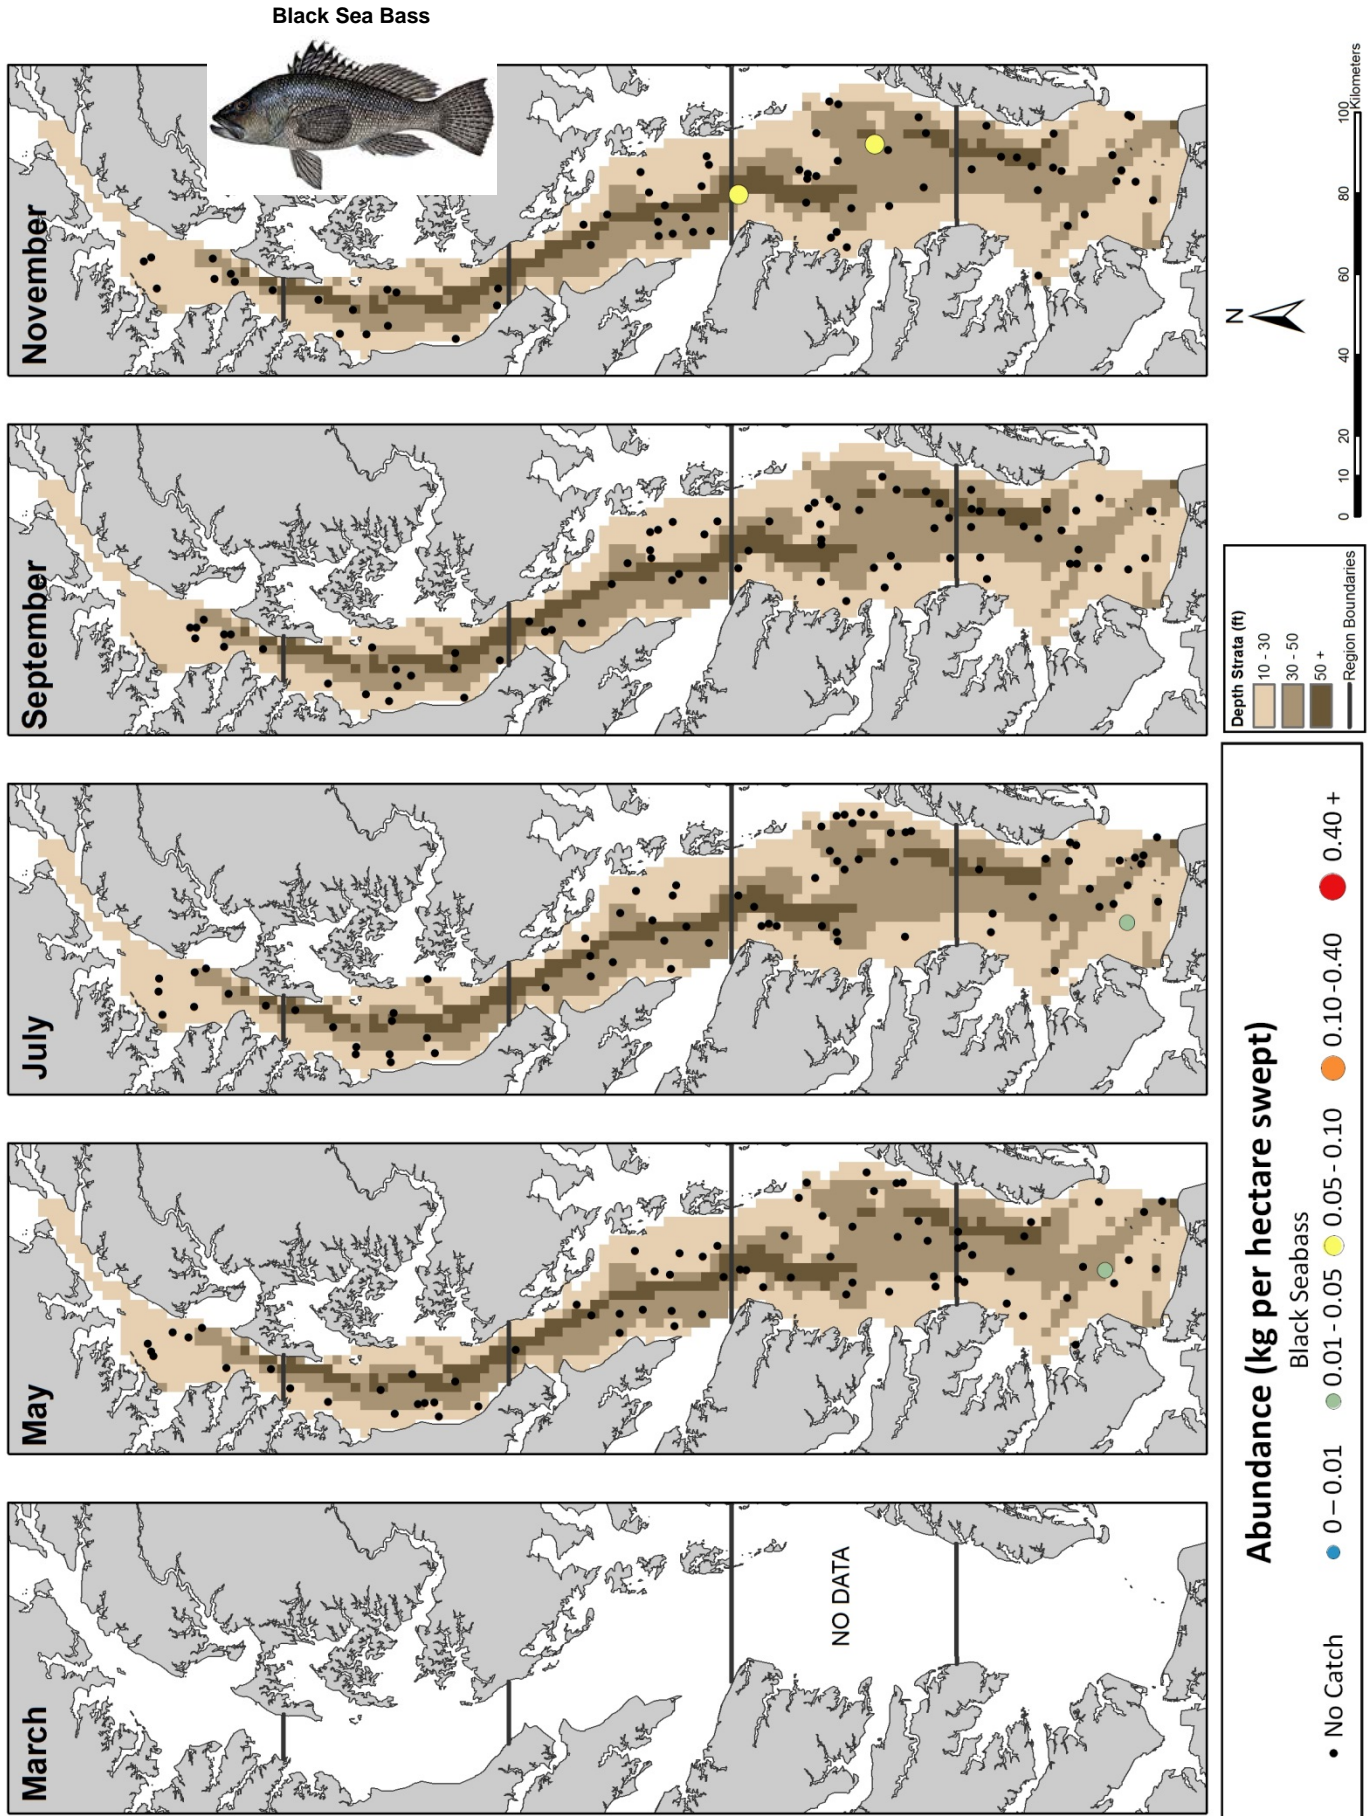 Black Sea Bass
March
NO DATA
May
July
September
November
Abundance (kg per hectare swept)
Black Seabass
No Catch
0 – 0.01
0.01 - 0.05
0.05 - 0.10
0.10-0.40
0.40 +
Depth Strata (ft)
10 - 30
30 - 50
50 +
Region Boundaries
N
0 10 20 40 60 80 100
Kilometers